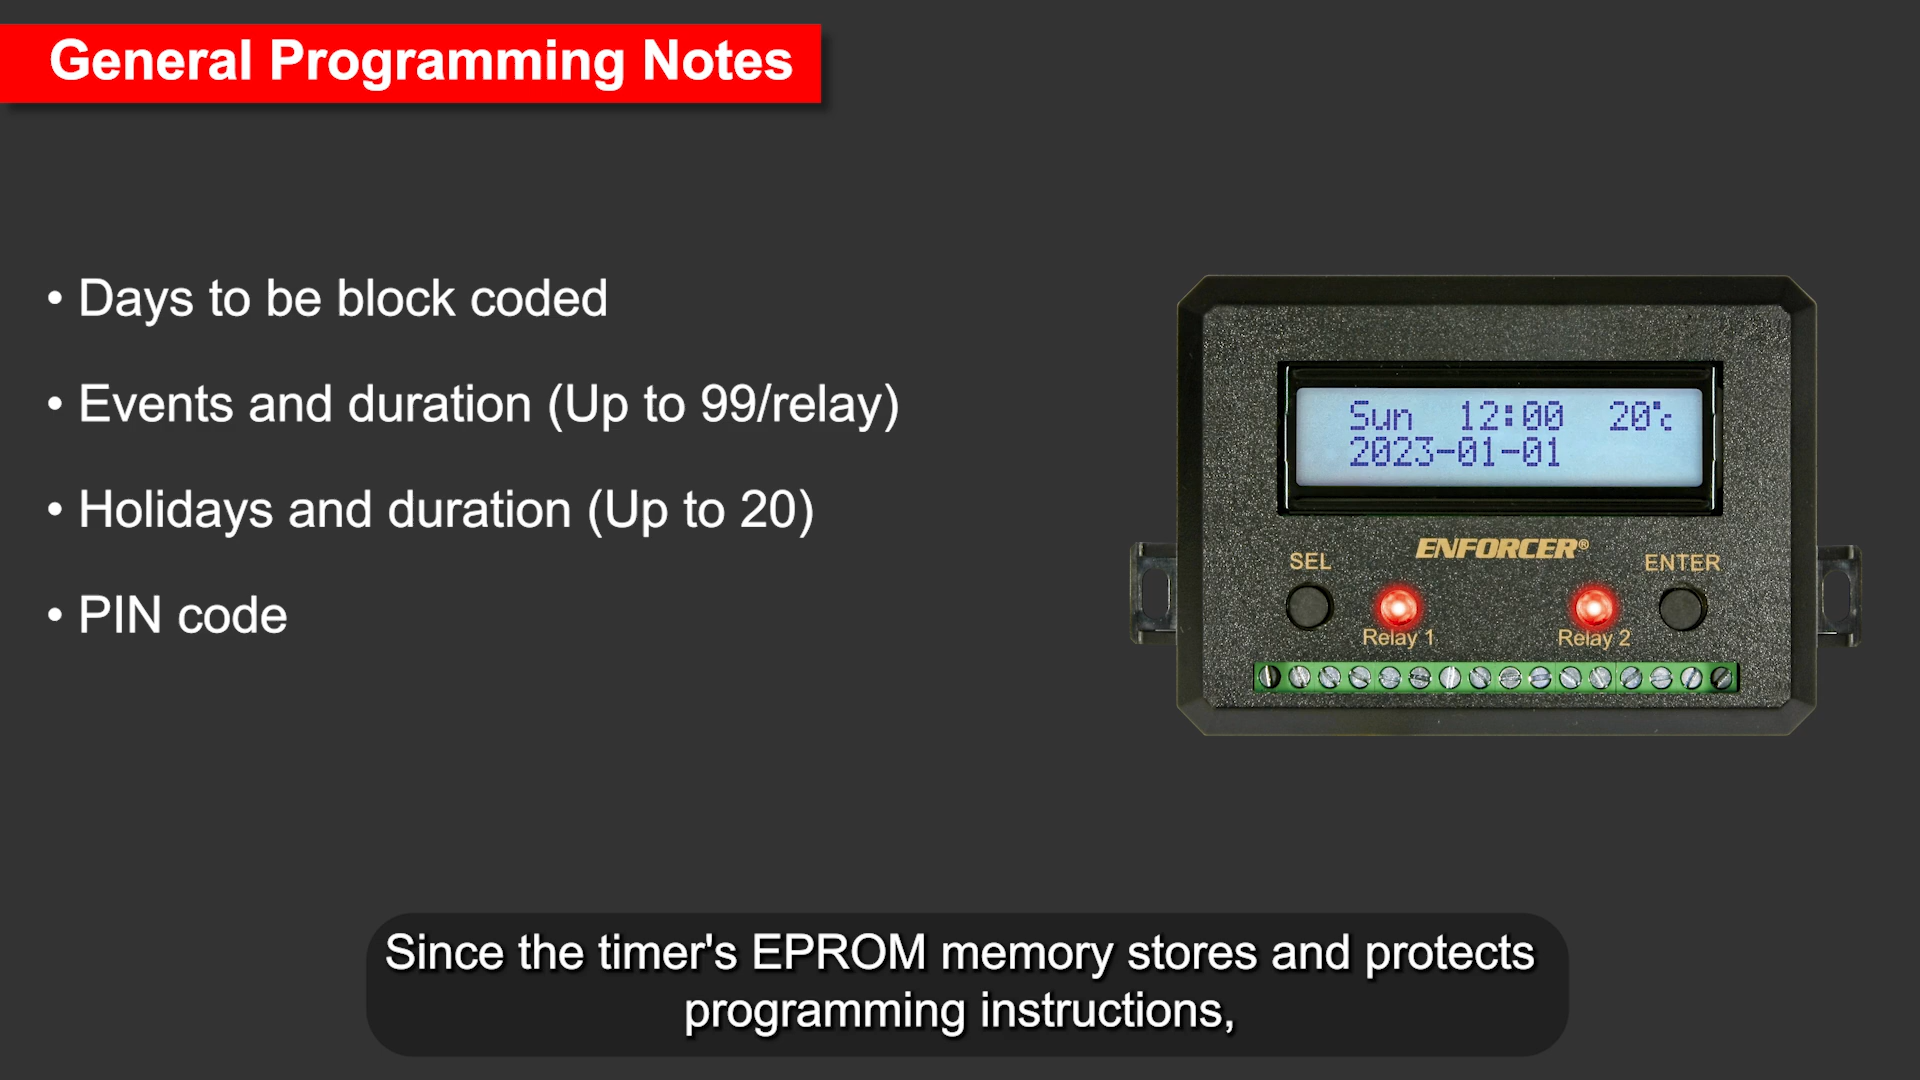 General Programming Notes
• Days to be block coded
• Events and duration (Up to 99/relay)
• Holidays and duration (Up to 20)
• PIN code
Sun 12:00 20°c
2023-01-01
ENFORCER®
SEL
ENTER
Relay 1
Relay 2
Since the timer's EPROM memory stores and protects
programming instructions,